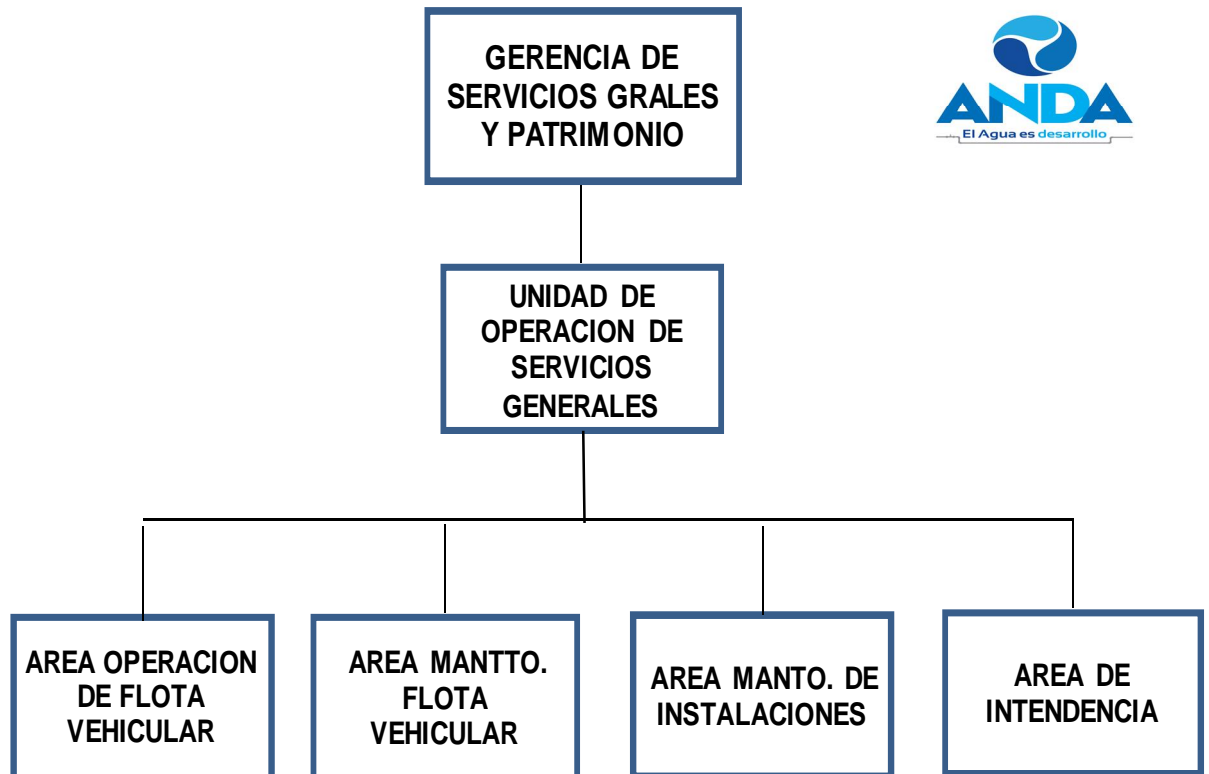 GERENCIA DE
SERVICIOS GRALES
Y PATRIMONIO
ANDA
El Agua es desarrollo
UNIDAD DE
OPERACION DE
SERVICIOS
GENERALES
AREA OPERACION
DE FLOTA
VEHICULAR
AREA MANTTO.
FLOTA
VEHICULAR
AREA MANTO. DE
INSTALACIONES
AREA DE
INTENDENCIA